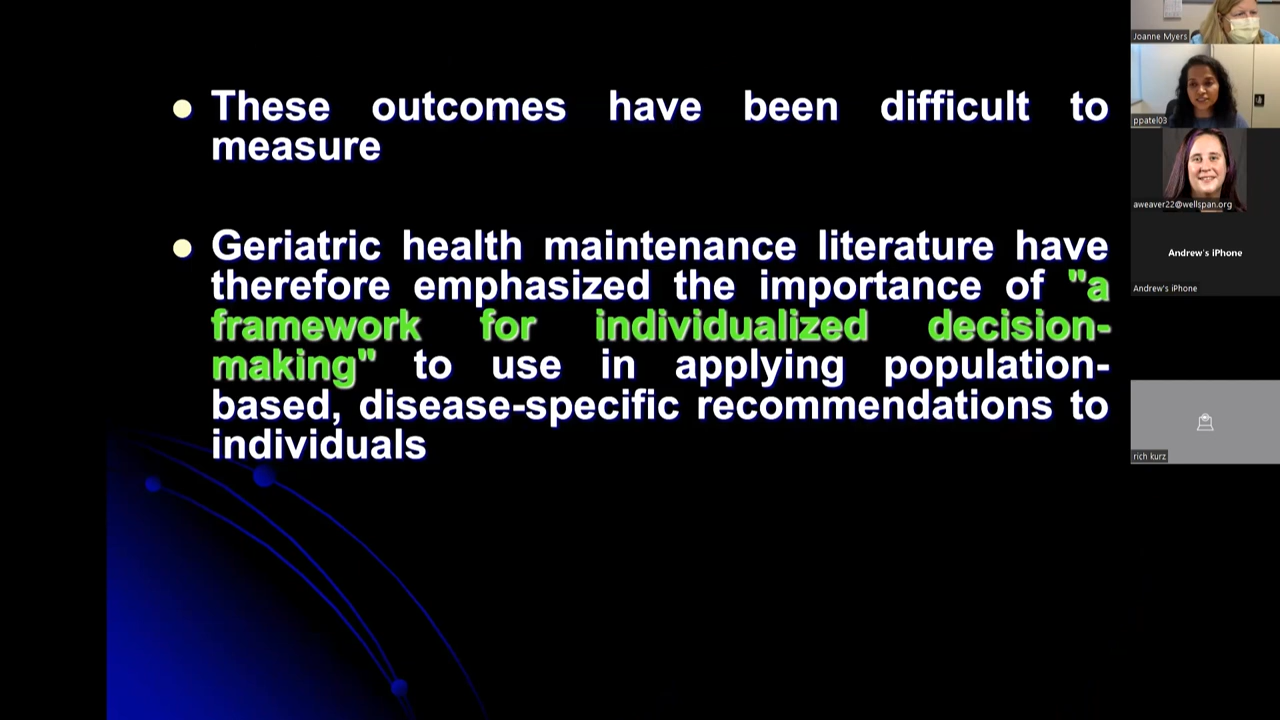 These outcomes have been difficult to
measure
Geriatric health maintenance literature have
therefore emphasized the importance of "a
framework for individualized decision-
making" to use in applying population-
based, disease-specific recommendations to
individuals
Joanne Myers
ppatel03
aweaver22@wellspan.org
Andrew's iPhone
Andrew's iPhone
rich kurz